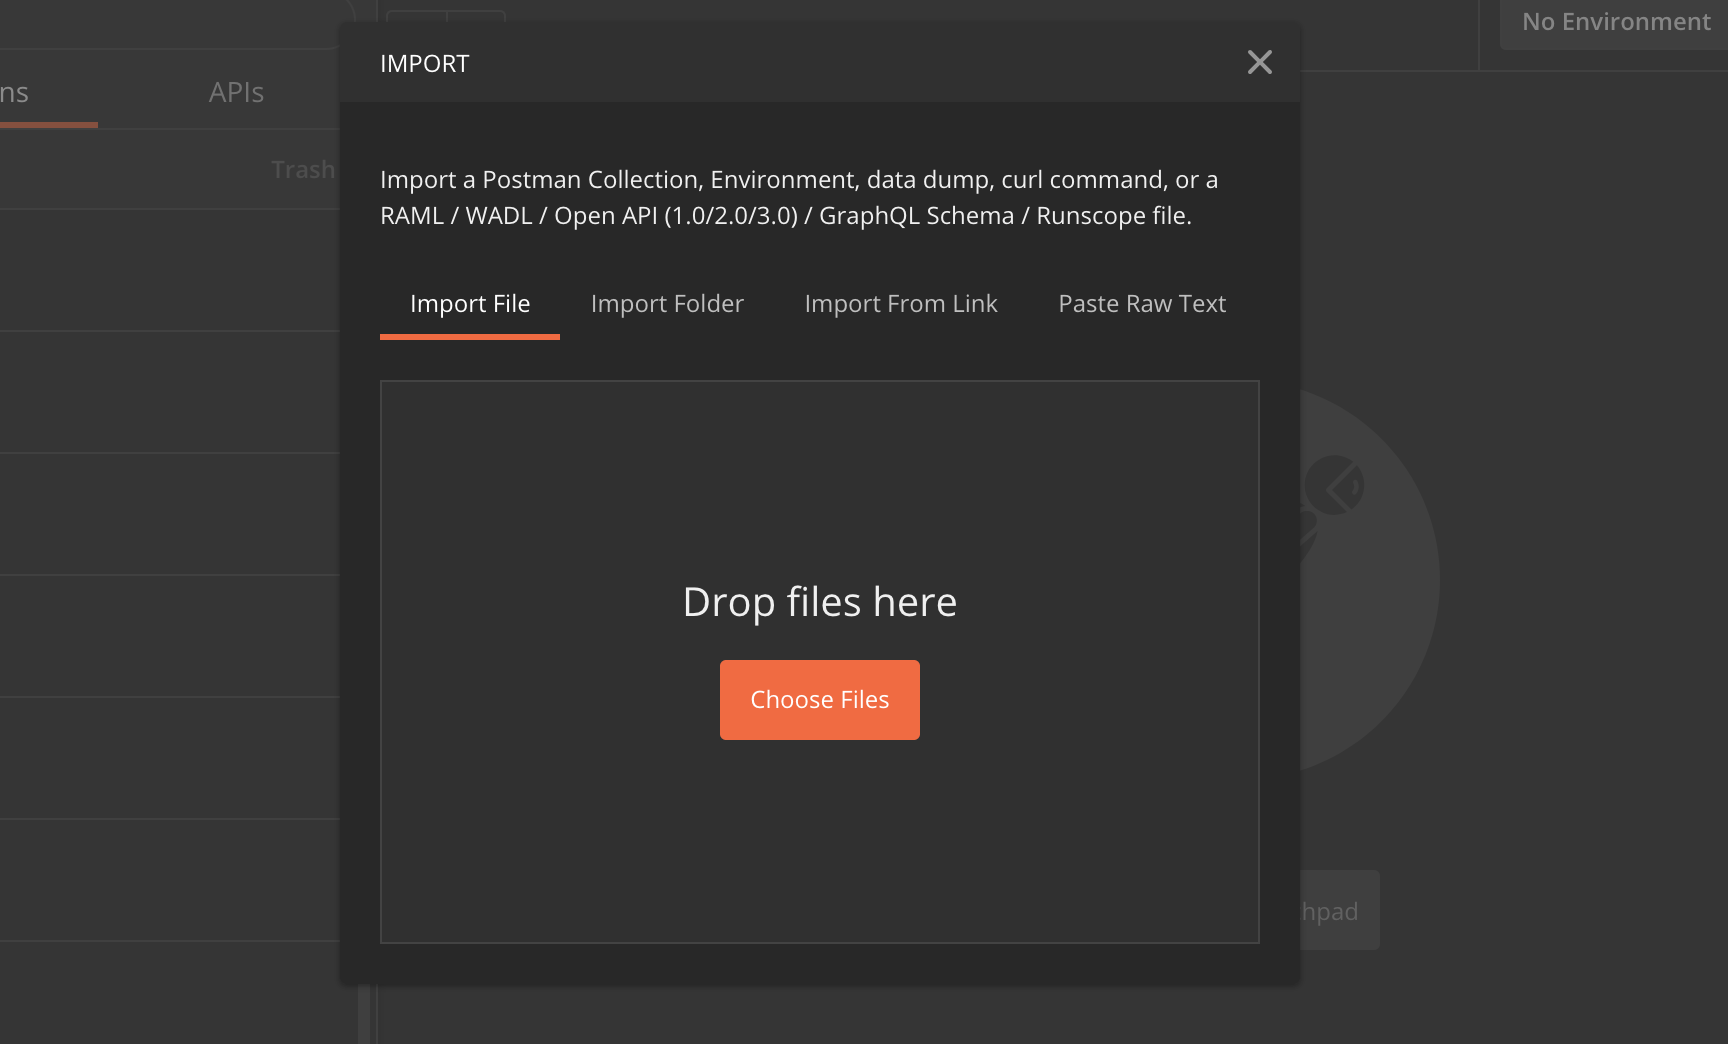 No Environment
IMPORT
APIs
Trash
Import a Postman Collection, Environment, data dump, curl command, or a
RAML / WADL / Open API (1.0/2.0/3.0) / GraphQL Schema / Runscope file.
Import File Import Folder Import From Link Paste Raw Text
Drop files here
Choose Files
hpad